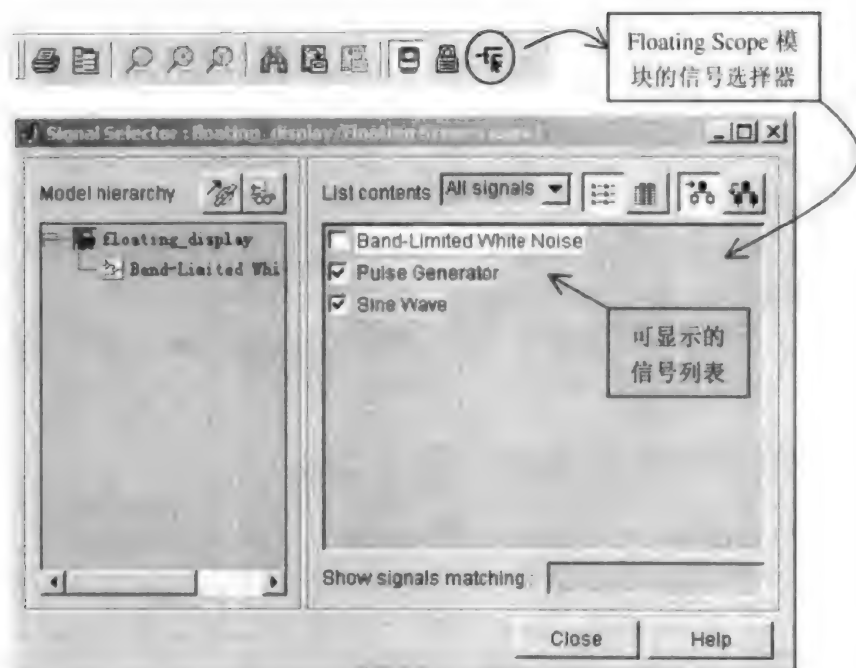 Floating Scope 模
块的信号选择器
Signal Selector : floating_display/Floating
Model hierarchy
List contents All signals
floating_display
Band-Limited Whi
Band-Limited White Noise
Pulse Generator
Sine Wave
可显示的
信号列表
Show signals matching :
Close
Help